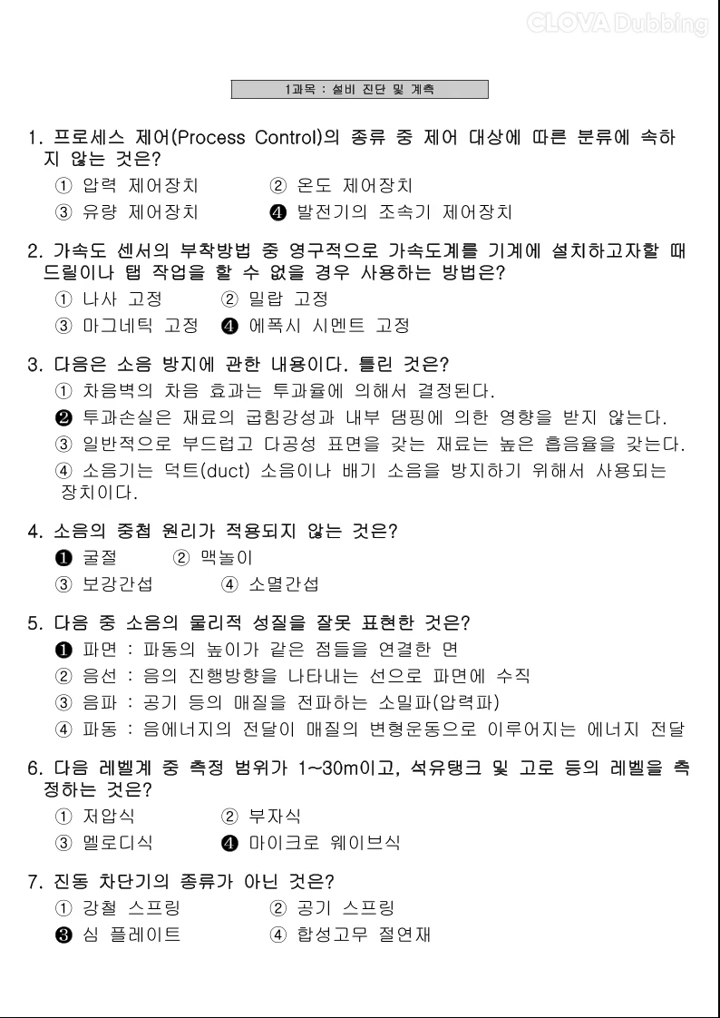 CLOVA Dubbing
1과목 : 설비 진단 및 계측
1. 프로세스 제어(Process Control)의 종류 중 제어 대상에 따른 분류에 속하
지 않는 것은?
① 압력 제어장치 ② 온도 제어장치
③ 유량 제어장치 ❹ 발전기의 조속기 제어장치
2. 가속도 센서의 부착방법 중 영구적으로 가속도계를 기계에 설치하고자할 때
드릴이나 탭 작업을 할 수 없을 경우 사용하는 방법은?
① 나사 고정 ② 밀랍 고정
③ 마그네틱 고정 ❹ 에폭시 시멘트 고정
3. 다음은 소음 방지에 관한 내용이다. 틀린 것은?
① 차음벽의 차음 효과는 투과율에 의해서 결정된다.
❷ 투과손실은 재료의 굽힘강성과 내부 댐핑에 의한 영향을 받지 않는다.
③ 일반적으로 부드럽고 다공성 표면을 갖는 재료는 높은 흡음율을 갖는다.
④ 소음기는 덕트(duct) 소음이나 배기 소음을 방지하기 위해서 사용되는
장치이다.
4. 소음의 중첩 원리가 적용되지 않는 것은?
❶ 굴절 ② 맥놀이
③ 보강간섭 ④ 소멸간섭
5. 다음 중 소음의 물리적 성질을 잘못 표현한 것은?
❶ 파면 : 파동의 높이가 같은 점들을 연결한 면
② 음선 : 음의 진행방향을 나타내는 선으로 파면에 수직
③ 음파 : 공기 등의 매질을 전파하는 소밀파(압력파)
④ 파동 : 음에너지의 전달이 매질의 변형운동으로 이루어지는 에너지 전달
6. 다음 레벨계 중 측정 범위가 1~30m이고, 석유탱크 및 고로 등의 레벨을 측
정하는 것은?
① 저압식 ② 부자식
③ 멜로디식 ❹ 마이크로 웨이브식
7. 진동 차단기의 종류가 아닌 것은?
① 강철 스프링 ② 공기 스프링
❸ 심 플레이트 ④ 합성고무 절연재